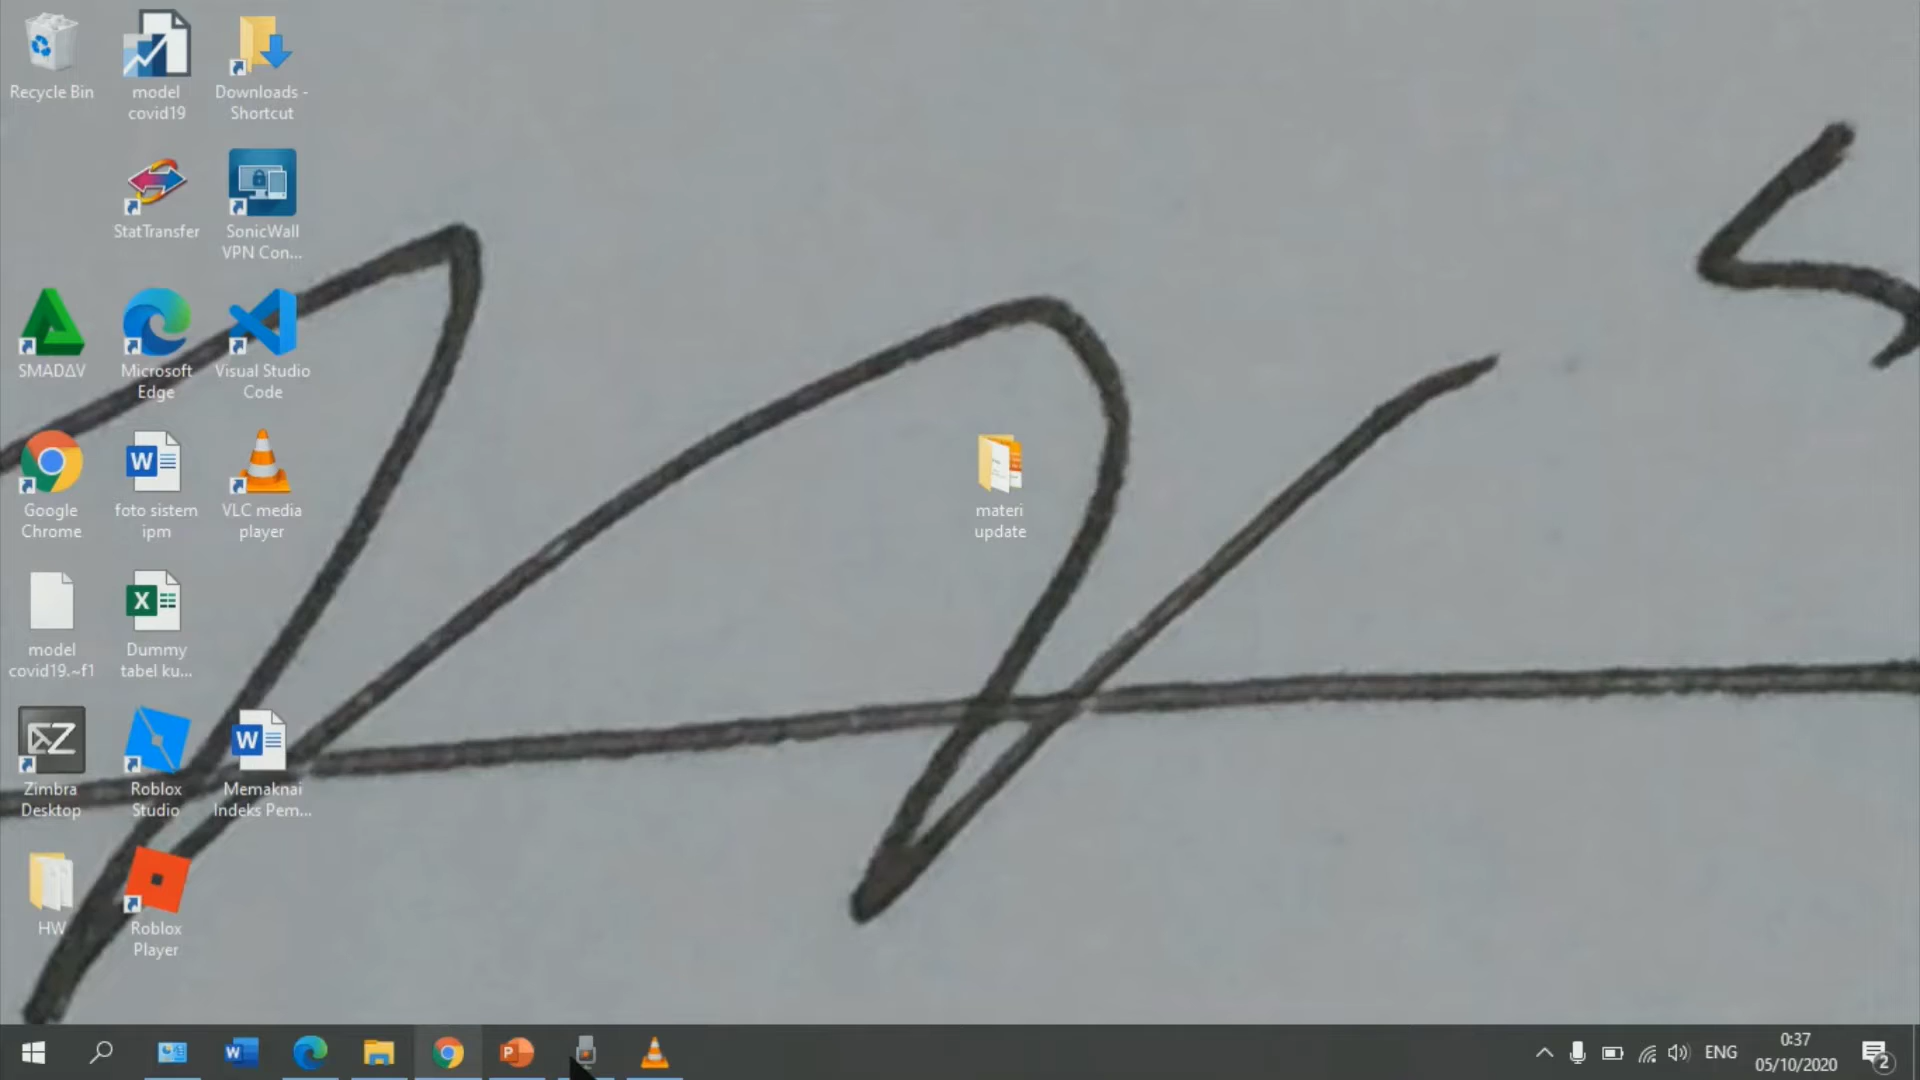 Recycle Bin
model
covid19
Downloads -
Shortcut
StatTransfer
SonicWall
VPN Con...
SMADΔV
Microsoft
Edge
Visual Studio
Code
Google
Chrome
foto sistem
ipm
VLC media
player
materi
update
model
covid19.~f1
Dummy
tabel ku...
Zimbra
Desktop
Roblox
Studio
Memaknai
Indeks Pem...
HW
Roblox
Player
ENG
0:37
05/10/2020
2